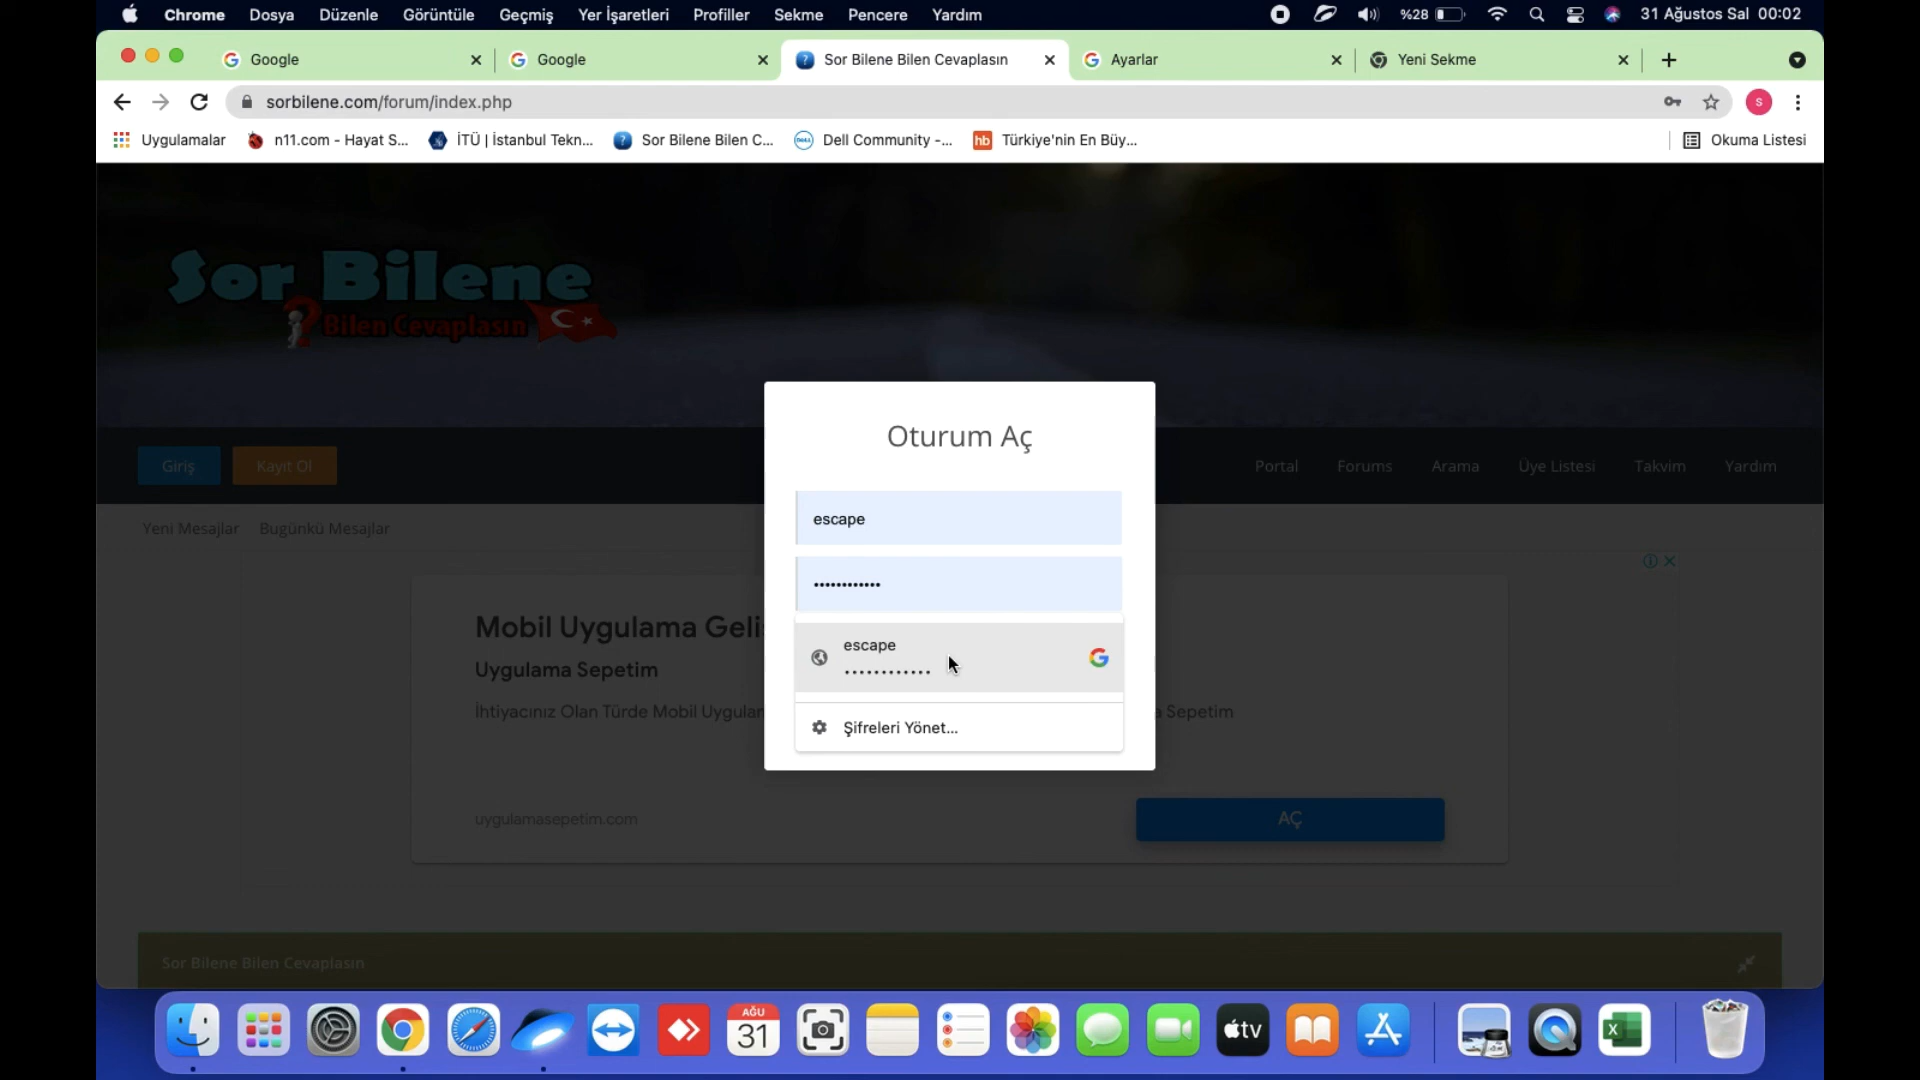 Chrome Dosya Düzenle Görüntüle Geçmiş Yer İşaretleri Profiller Sekme Pencere Yardım %28 31 Ağustos Sal 00:02
Google Google Sor Bilene Bilen Cevaplasın Ayarlar Yeni Sekme
sorbilene.com/forum/index.php S
Uygulamalar n11.com - Hayat S... İTÜ | İstanbul Tekn... Sor Bilene Bilen C... Dell Community -... hb Türkiye'nin En Büy... Okuma Listesi
Sor Bilene
Bilen Cevaplasın
Oturum Aç
Giriş Kayıt Ol Portal Forums Arama Üye Listesi Takvim Yardım
escape
Yeni Mesajlar Bugünkü Mesajlar
••••••••••••
Mobil Uygulama Geliş
escape
••••••••••••
Uygulama Sepetim
İhtiyacınız Olan Türde Mobil Uygulam a Sepetim
Şifreleri Yönet...
uygulamasepetim.com AÇ
Sor Bilene Bilen Cevaplasın
AĞU
31
tv
X